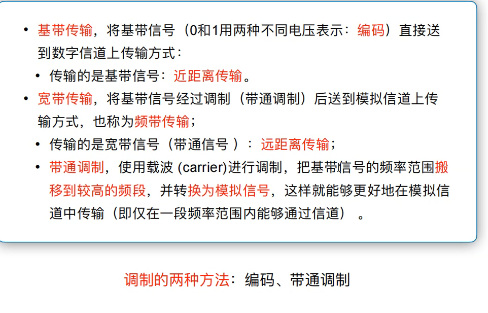 • 基带传输，将基带信号（0和1用两种不同电压表示：编码）直接送
到数字信道上传输方式：
• 传输的是基带信号：近距离传输。
• 宽带传输，将基带信号经过调制（带通调制）后送到模拟信道上传
输方式，也称为频带传输；
• 传输的是宽带信号（带通信号 ）：远距离传输；
• 带通调制，使用载波 (carrier)进行调制，把基带信号的频率范围搬
移到较高的频段，并转换为模拟信号，这样就能够更好地在模拟信
道中传输（即仅在一段频率范围内能够通过信道）。
调制的两种方法：编码、带通调制